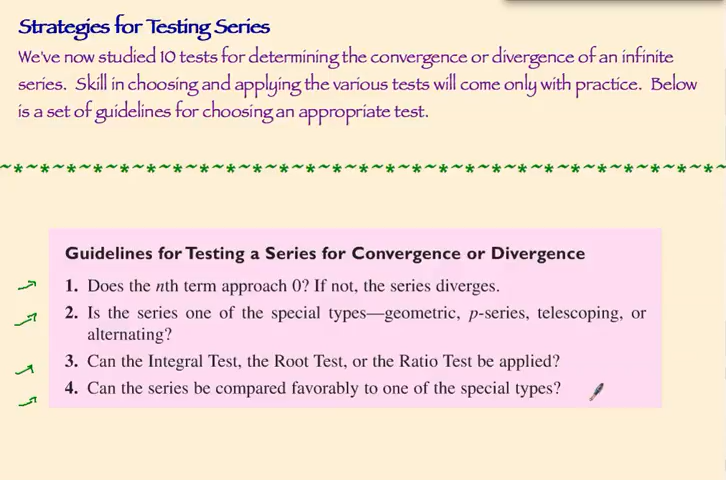 Strategies for Testing Series
We've now studied 10 tests for determining the convergence or divergence of an infinite
series. Skill in choosing and applying the various tests will come only with practice. Below
is a set of guidelines for choosing an appropriate test.
~*~*~*~*~*~*~*~*~*~*~*~*~*~*~*~*~*~*~*~*~*~*~*~*~*~*~*~
Guidelines for Testing a Series for Convergence or Divergence
1. Does the nth term approach 0? If not, the series diverges.
2. Is the series one of the special types—geometric, p-series, telescoping, or
alternating?
3. Can the Integral Test, the Root Test, or the Ratio Test be applied?
4. Can the series be compared favorably to one of the special types?